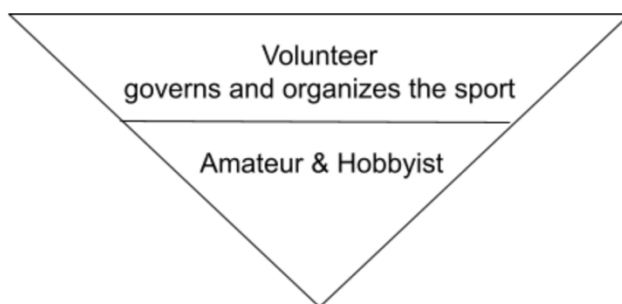 Volunteer
governs and organizes the sport
Amateur & Hobbyist